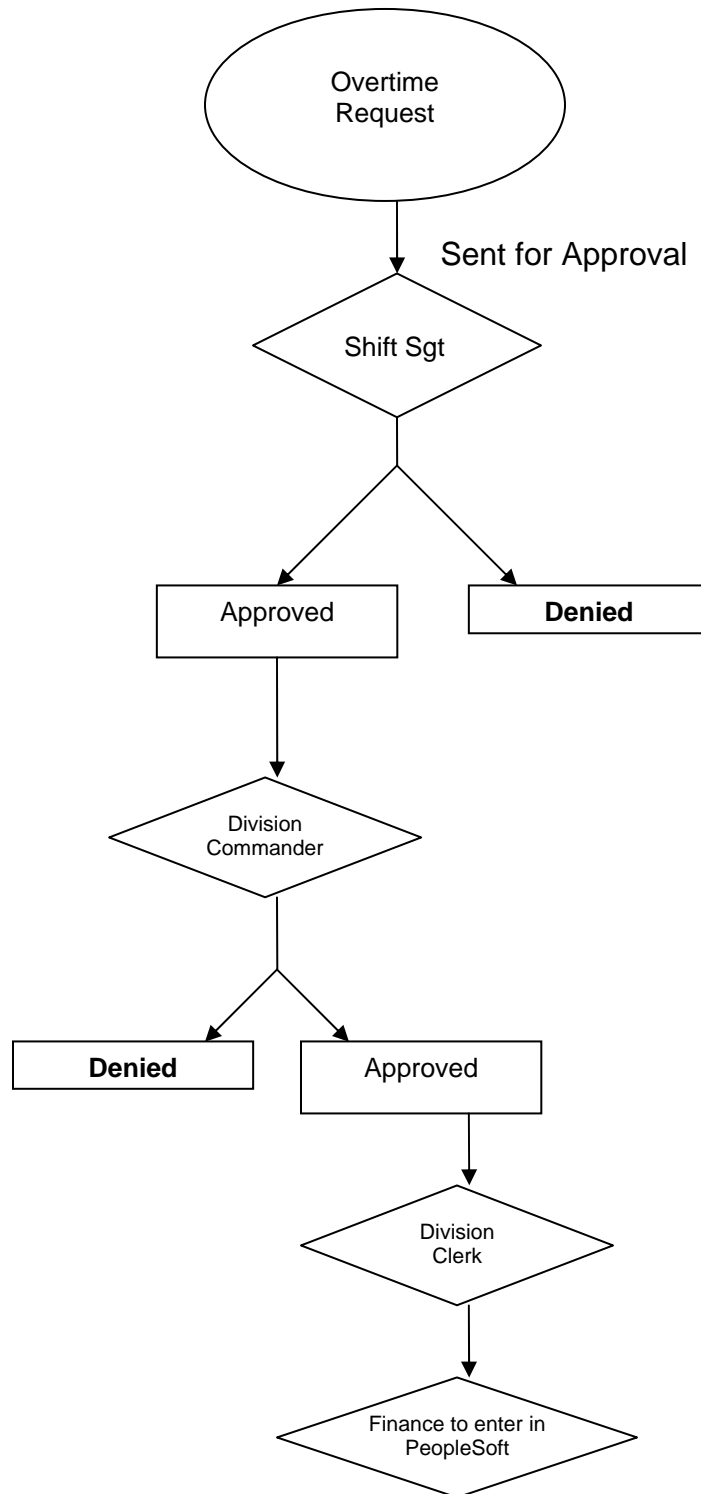 Overtime
Request
Sent for Approval
Shift Sgt
Approved
Denied
Division
Commander
Denied
Approved
Division
Clerk
Finance to enter in
PeopleSoft